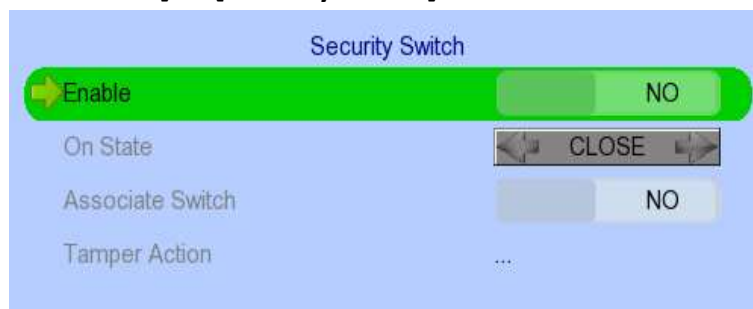 Security Switch
Enable NO
On State CLOSE
Associate Switch NO
Tamper Action ...